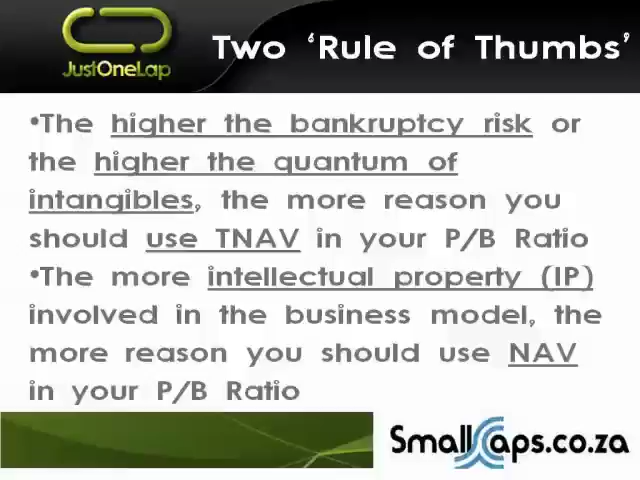 JustOneLap
Two ‘Rule of Thumbs’
•The higher the bankruptcy risk or
the higher the quantum of
intangibles, the more reason you
should use TNAV in your P/B Ratio
•The more intellectual property (IP)
involved in the business model, the
more reason you should use NAV
in your P/B Ratio
SmallCaps.co.za